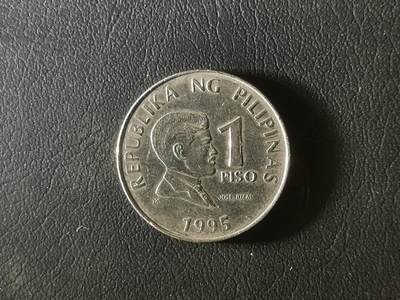 REPUBLIKA NG PILIPINAS
1
PISO
JOSE RIZAL
1995